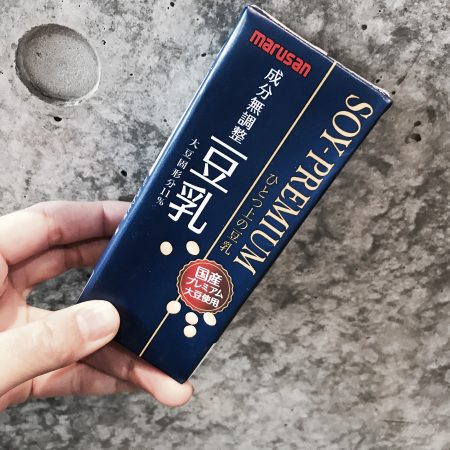 marusan
SOY-PREMIUM
ひとつ上の豆乳
成分無調整
豆乳
大豆固形分11%
国産
プレミアム
大豆使用